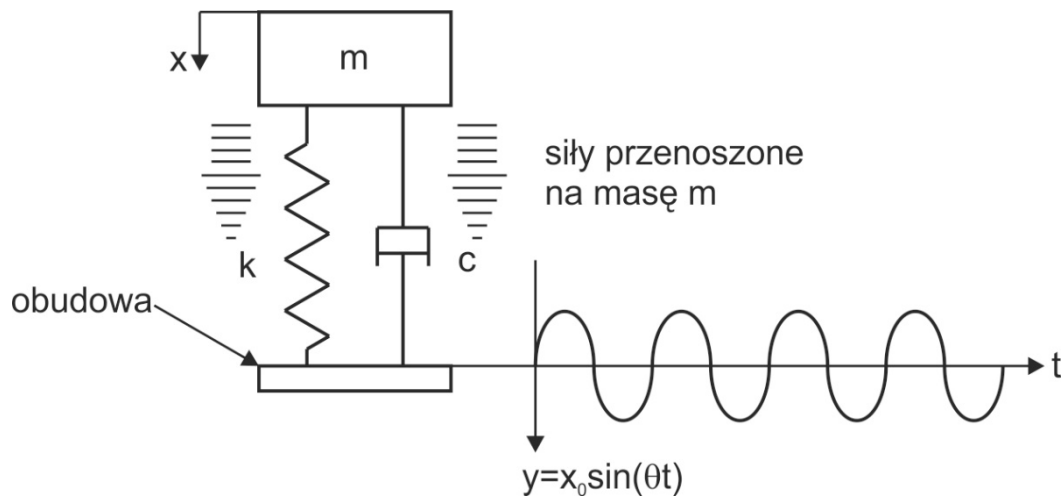 m
x
siły przenoszone
na masę m
k
c
obudowa
t
y=x₀sin(θt)